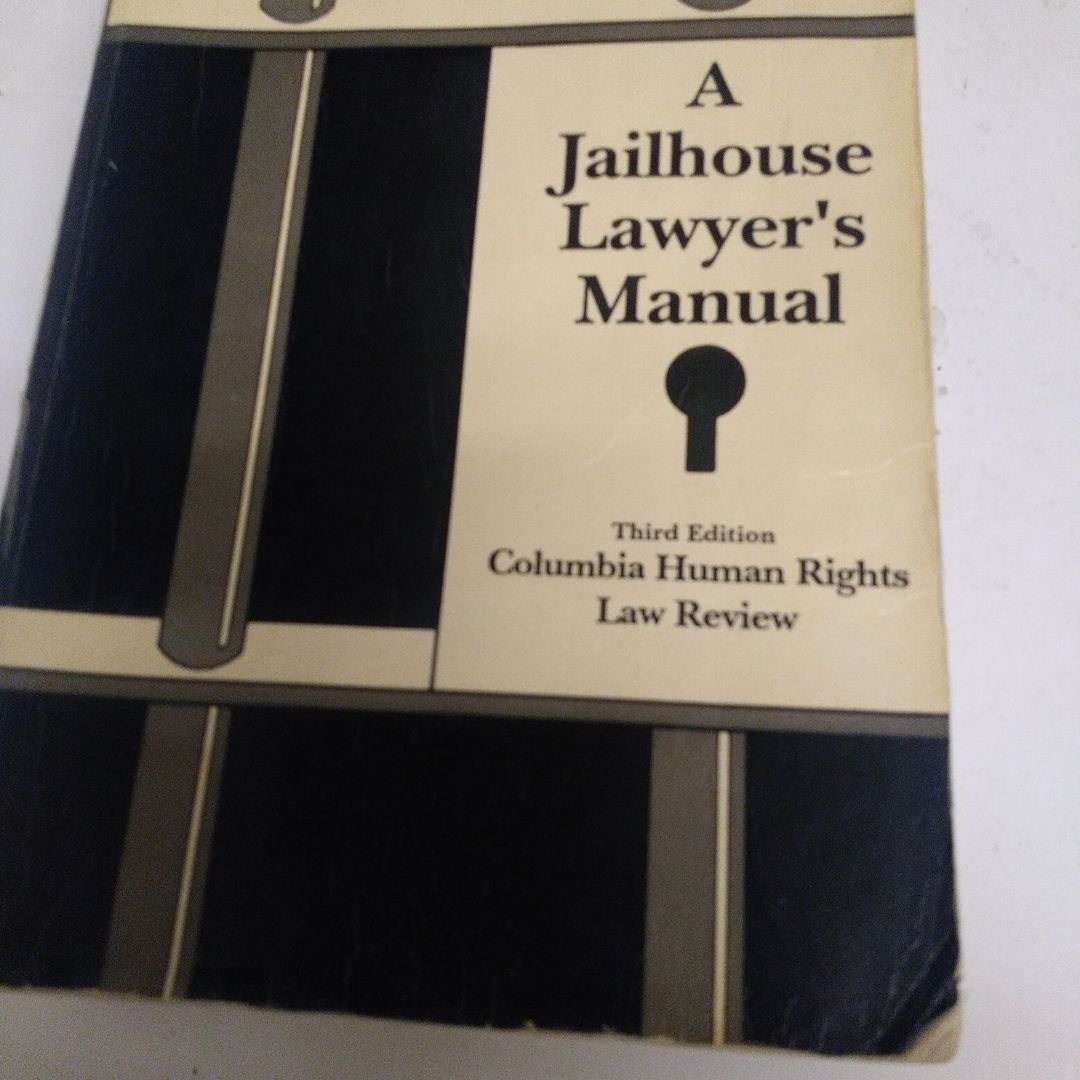 A
Jailhouse
Lawyer's
Manual
Third Edition
Columbia Human Rights
Law Review